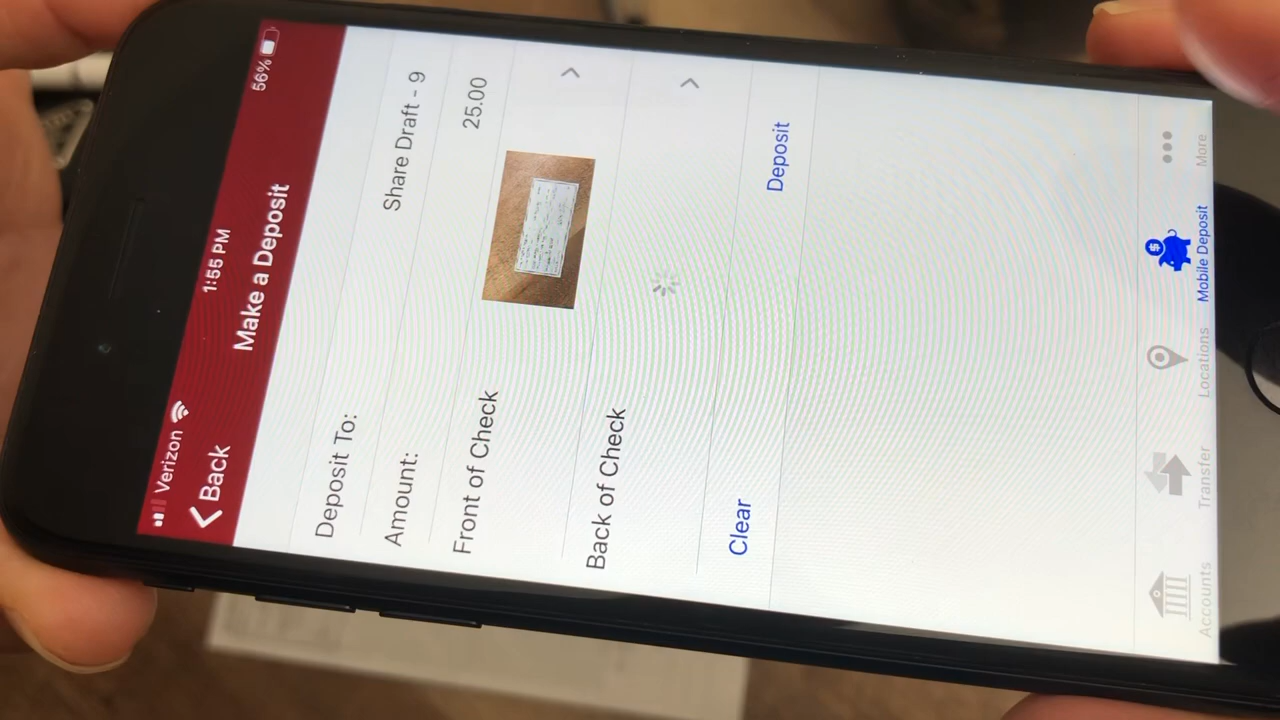 Verizon 1:55 PM 56%
Back Make a Deposit
Deposit To: Share Draft - 9
Amount: 25.00
Front of Check
Back of Check
Clear Deposit
Accounts Transfer Locations Mobile Deposit More